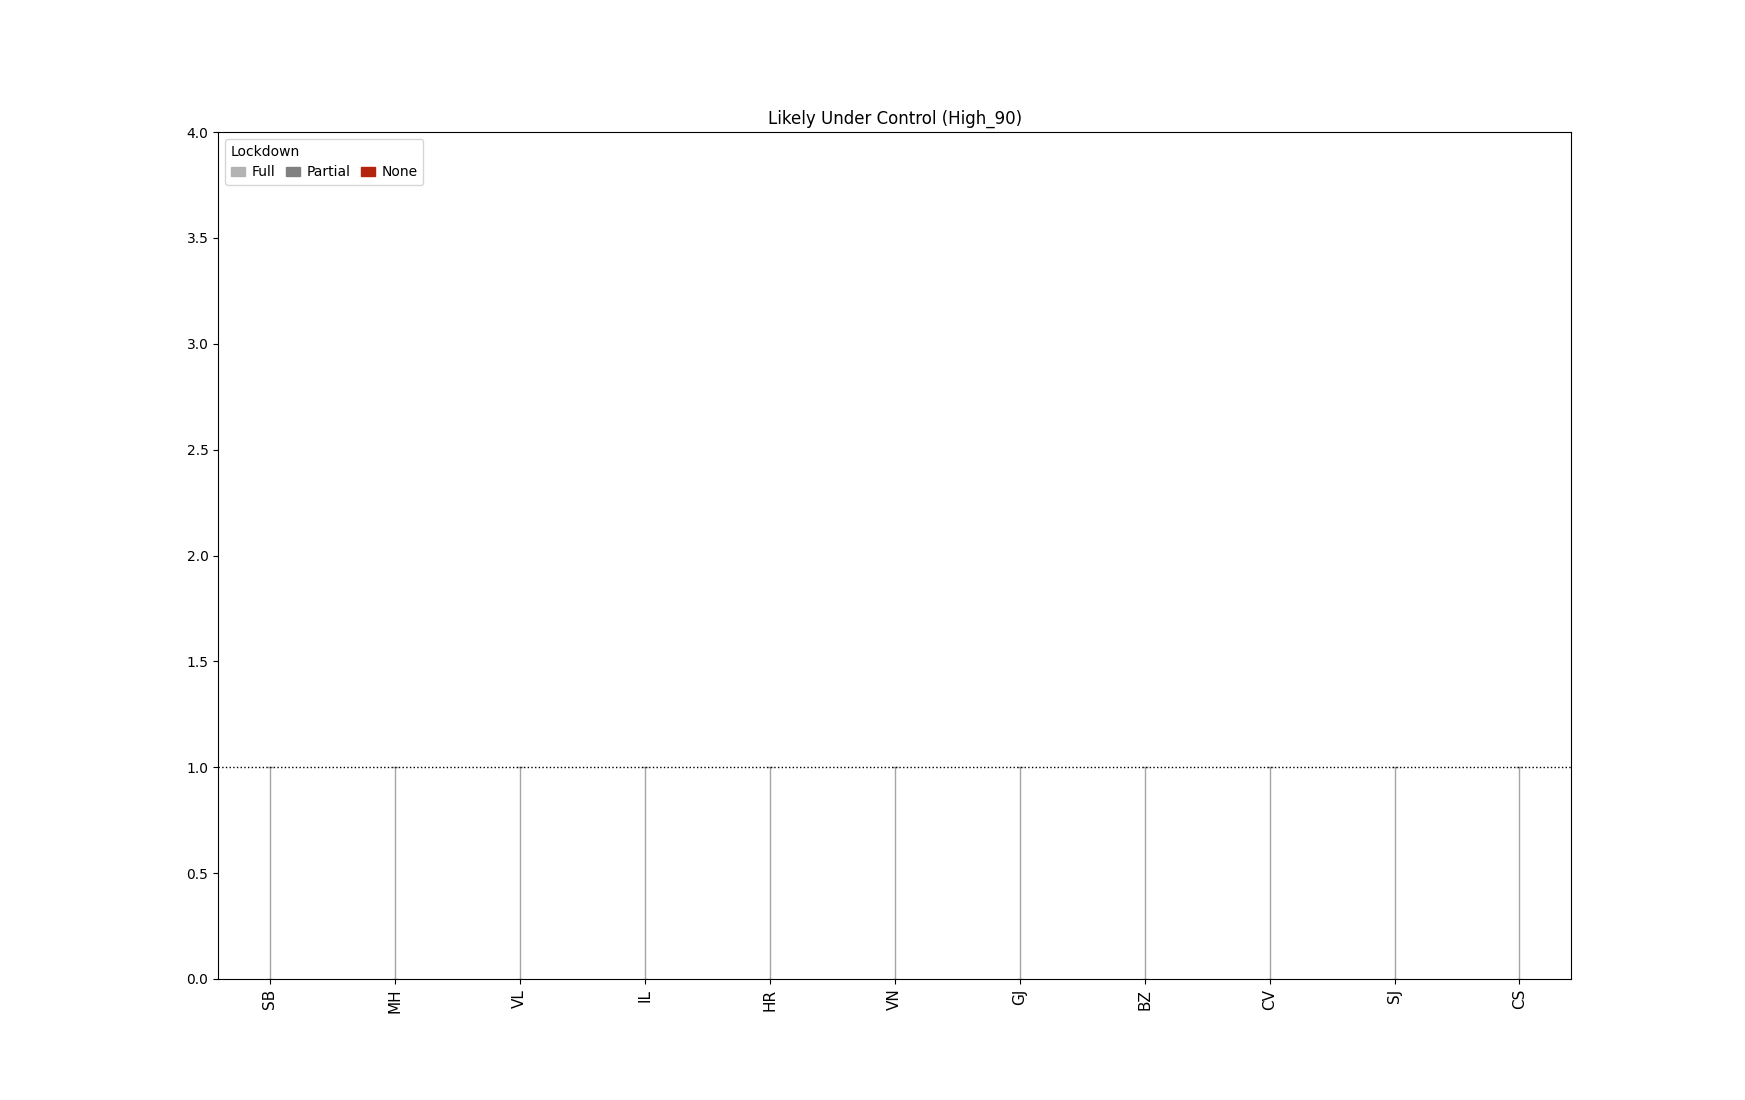 Likely Under Control (High_90)
Lockdown
Full Partial None
4.0
3.5
3.0
2.5
2.0
1.5
1.0
0.5
0.0
SB MH VL IL HR VN GJ BZ CV SJ CS